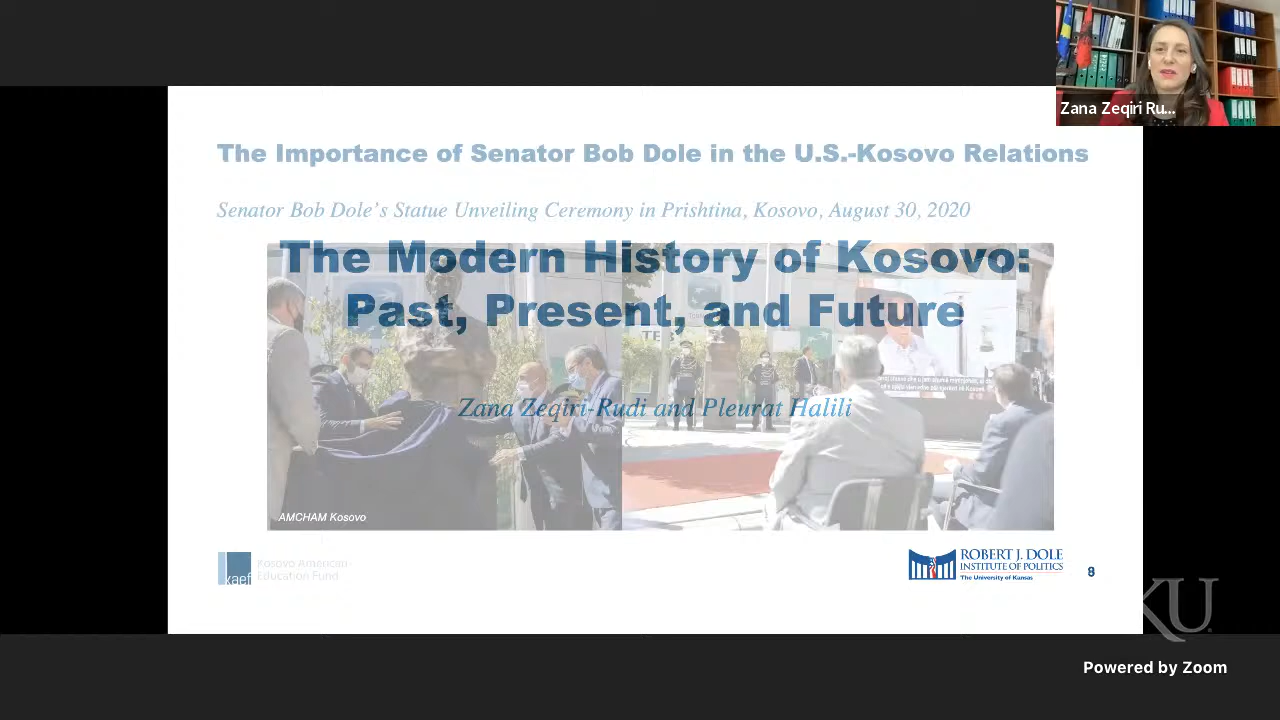 Zana Zeqiri Ru...
The Importance of Senator Bob Dole in the U.S.-Kosovo Relations
Senator Bob Dole’s Statue Unveiling Ceremony in Prishtina, Kosovo, August 30, 2020
The Modern History of Kosovo:
Past, Present, and Future
Zana Zeqiri-Rudi and Pleurat Halili
AMCHAM Kosovo
kaef
Kosovo American
Education Fund
ROBERT J. DOLE
INSTITUTE OF POLITICS
The University of Kansas
KU
Powered by Zoom